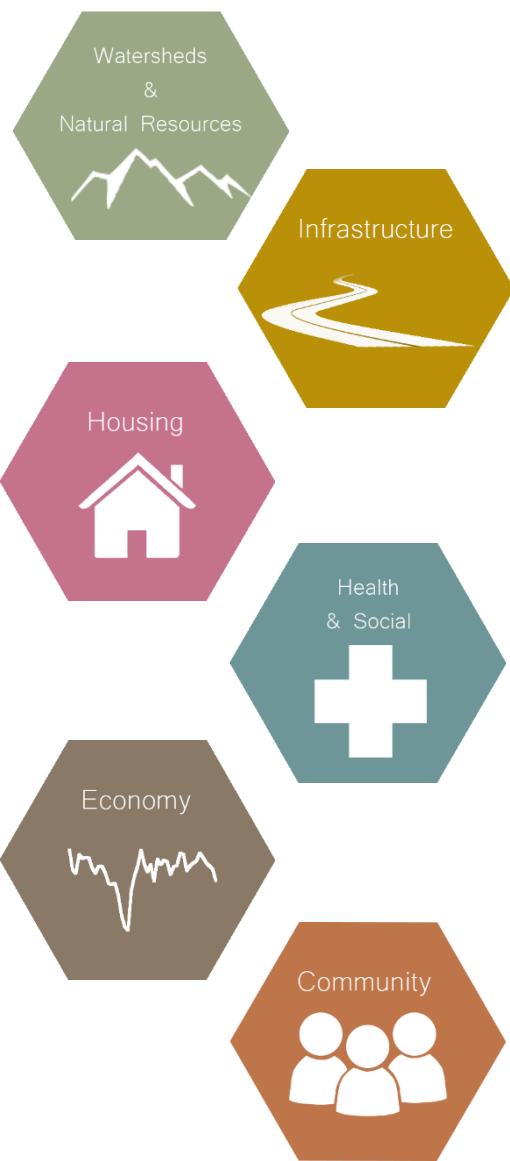 Watersheds
&
Natural Resources
Infrastructure
Housing
Health
& Social
Economy
Community